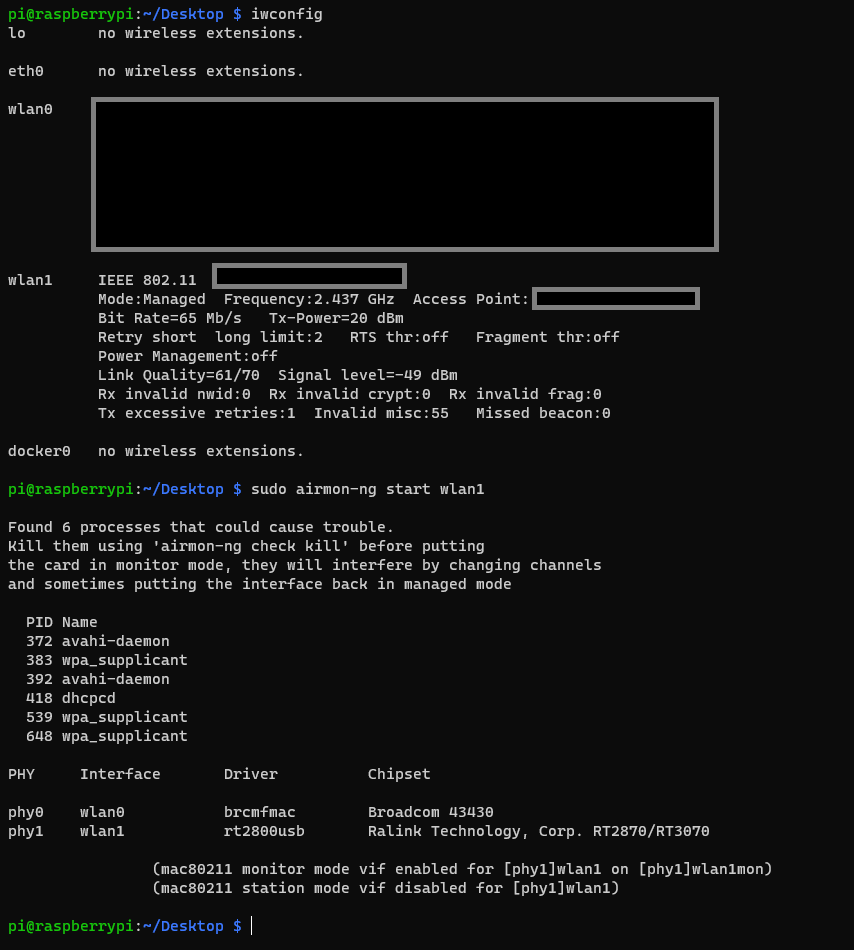 pi@raspberrypi:~/Desktop $ iwconfig
lo        no wireless extensions.
eth0      no wireless extensions.
wlan0
wlan1     IEEE 802.11
          Mode:Managed  Frequency:2.437 GHz  Access Point:
          Bit Rate=65 Mb/s   Tx-Power=20 dBm
          Retry short  long limit:2   RTS thr:off   Fragment thr:off
          Power Management:off
          Link Quality=61/70  Signal level=-49 dBm
          Rx invalid nwid:0  Rx invalid crypt:0  Rx invalid frag:0
          Tx excessive retries:1  Invalid misc:55   Missed beacon:0
docker0   no wireless extensions.
pi@raspberrypi:~/Desktop $ sudo airmon-ng start wlan1
Found 6 processes that could cause trouble.
Kill them using 'airmon-ng check kill' before putting
the card in monitor mode, they will interfere by changing channels
and sometimes putting the interface back in managed mode
  PID Name
  372 avahi-daemon
  383 wpa_supplicant
  392 avahi-daemon
  418 dhcpcd
  539 wpa_supplicant
  648 wpa_supplicant
PHY     Interface       Driver          Chipset
phy0    wlan0           brcmfmac        Broadcom 43430
phy1    wlan1           rt2800usb       Ralink Technology, Corp. RT2870/RT3070
                (mac80211 monitor mode vif enabled for [phy1]wlan1 on [phy1]wlan1mon)
                (mac80211 station mode vif disabled for [phy1]wlan1)
pi@raspberrypi:~/Desktop $